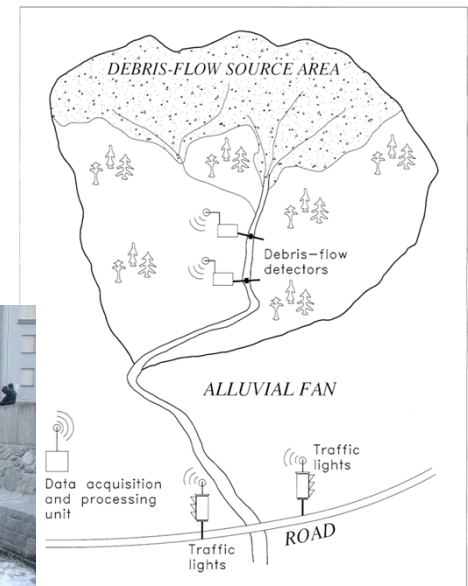 DEBRIS-FLOW SOURCE AREA
Debris-flow
detectors
ALLUVIAL FAN
Data acquisition
and processing
unit
Traffic
lights
Traffic
lights
ROAD